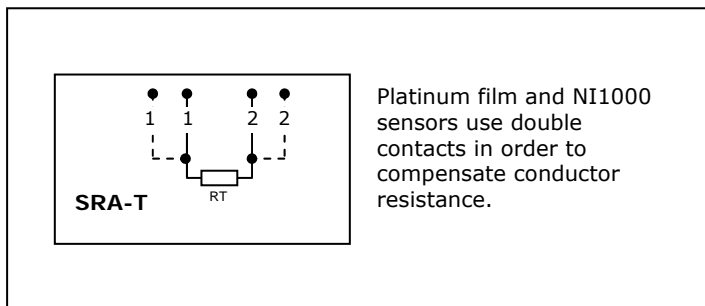 1 1 2 2
RT
SRA-T
Platinum film and NI1000
sensors use double
contacts in order to
compensate conductor
resistance.